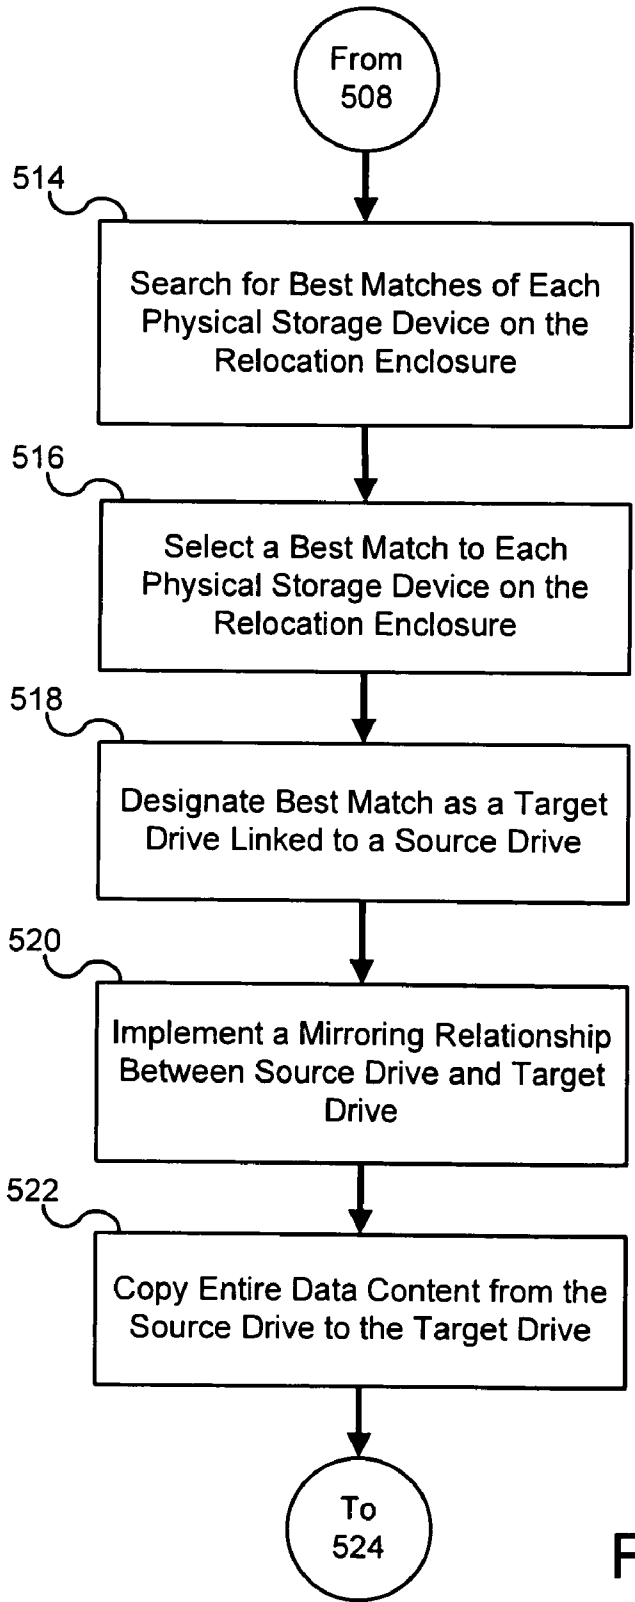 From
508
514
Search for Best Matches of Each
Physical Storage Device on the
Relocation Enclosure
516
Select a Best Match to Each
Physical Storage Device on the
Relocation Enclosure
518
Designate Best Match as a Target
Drive Linked to a Source Drive
520
Implement a Mirroring Relationship
Between Source Drive and Target
Drive
522
Copy Entire Data Content from the
Source Drive to the Target Drive
To
524
F